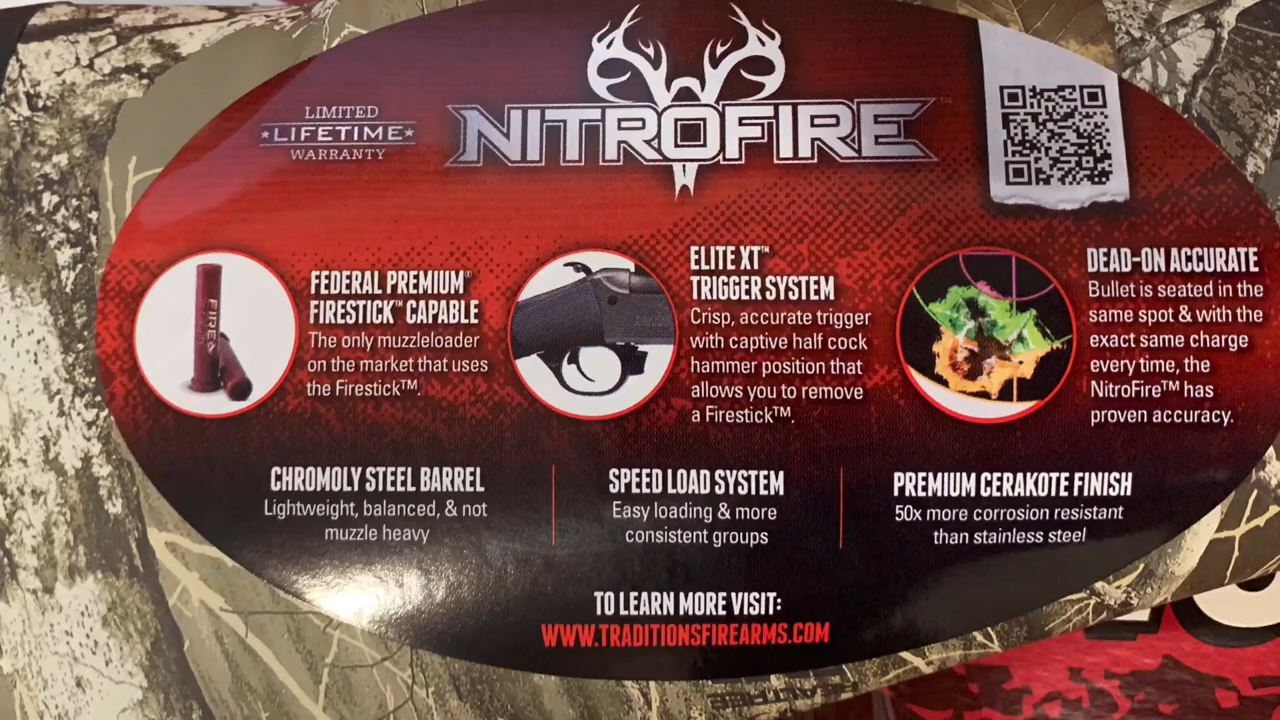 LIMITED
★LIFETIME★
WARRANTY
NITROFIRE™
FEDERAL PREMIUM®
FIRESTICK™ CAPABLE
The only muzzleloader
on the market that uses
the Firestick™.
FIRE
ELITE XT™
TRIGGER SYSTEM
Crisp, accurate trigger
with captive half cock
hammer position that
allows you to remove
a Firestick™.
DEAD-ON ACCURATE
Bullet is seated in the
same spot & with the
exact same charge
every time, the
NitroFire™ has
proven accuracy.
CHROMOLY STEEL BARREL
Lightweight, balanced, & not
muzzle heavy
SPEED LOAD SYSTEM
Easy loading & more
consistent groups
PREMIUM CERAKOTE FINISH
50x more corrosion resistant
than stainless steel
TO LEARN MORE VISIT:
WWW.TRADITIONSFIREARMS.COM